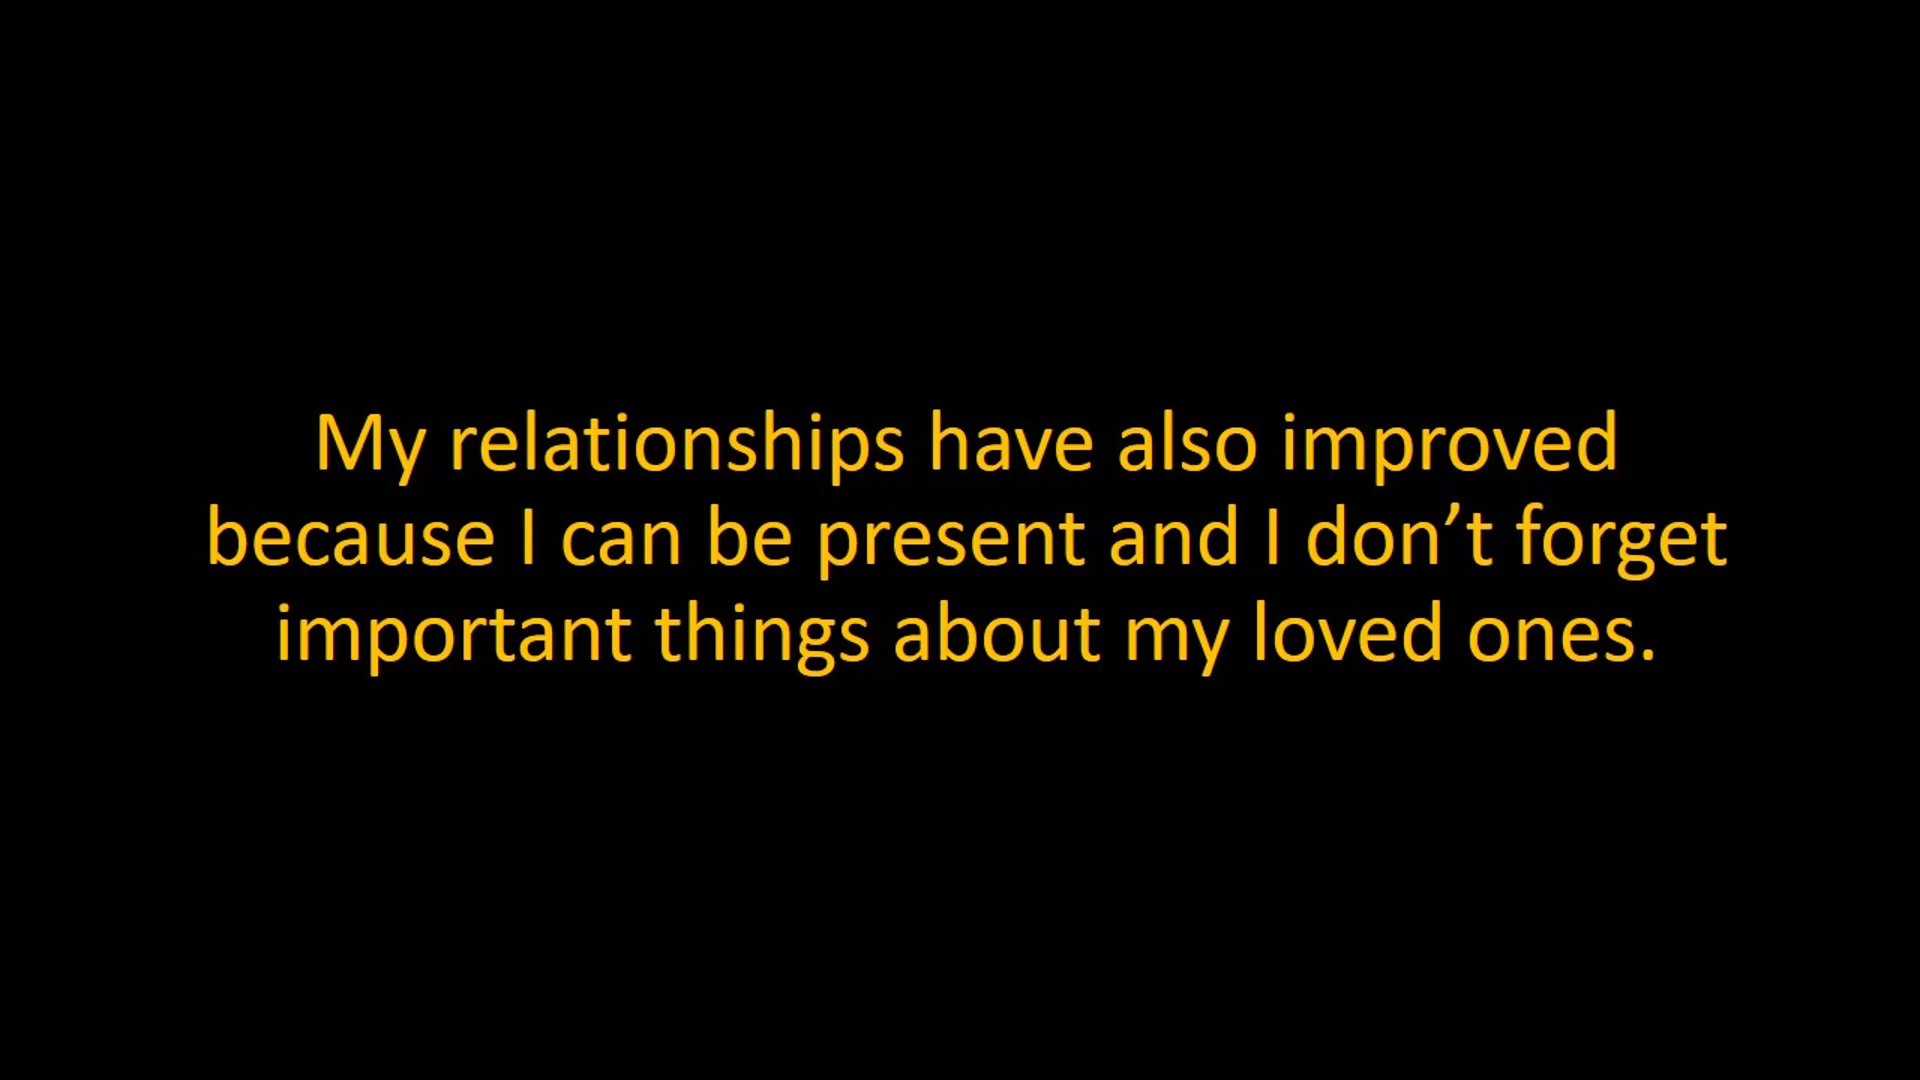 My relationships have also improved
because I can be present and I don’t forget
important things about my loved ones.